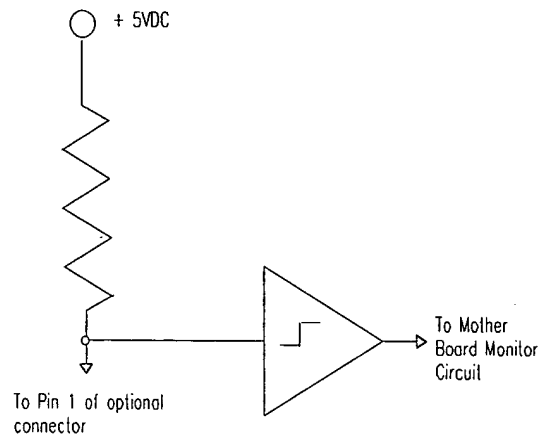 + 5VDC
To Mother
Board Monitor
Circuit
To Pin 1 of optional
connector